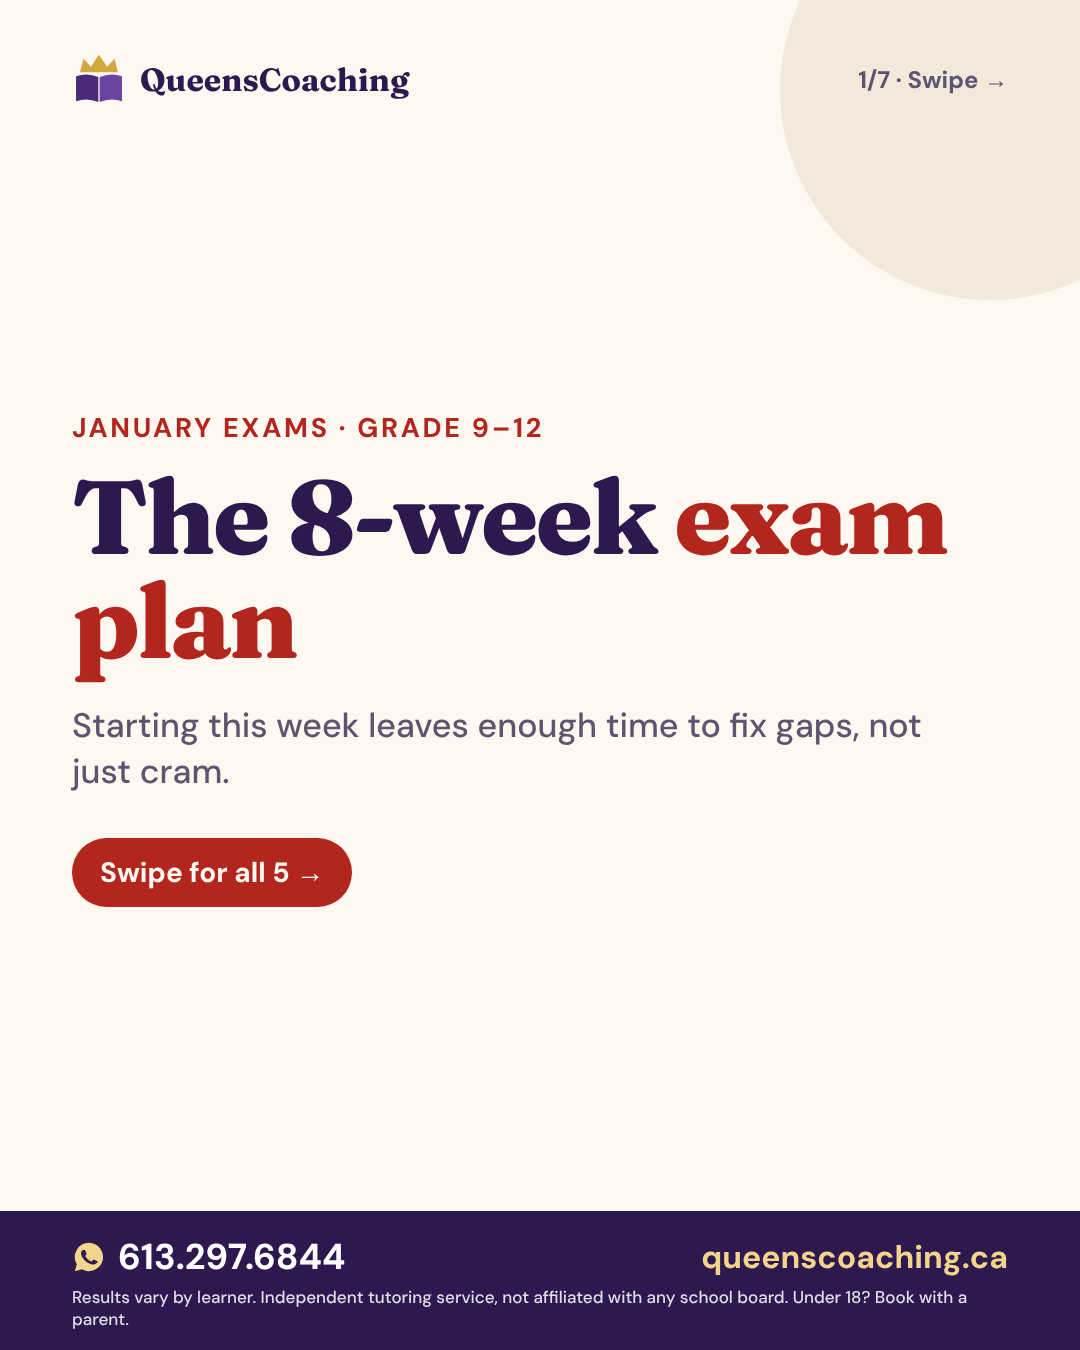 QueensCoaching
1/7 · Swipe →
JANUARY EXAMS · GRADE 9–12
The 8-week exam
plan
Starting this week leaves enough time to fix gaps, not
just cram.
Swipe for all 5 →
613.297.6844
queenscoaching.ca
Results vary by learner. Independent tutoring service, not affiliated with any school board. Under 18? Book with a
parent.